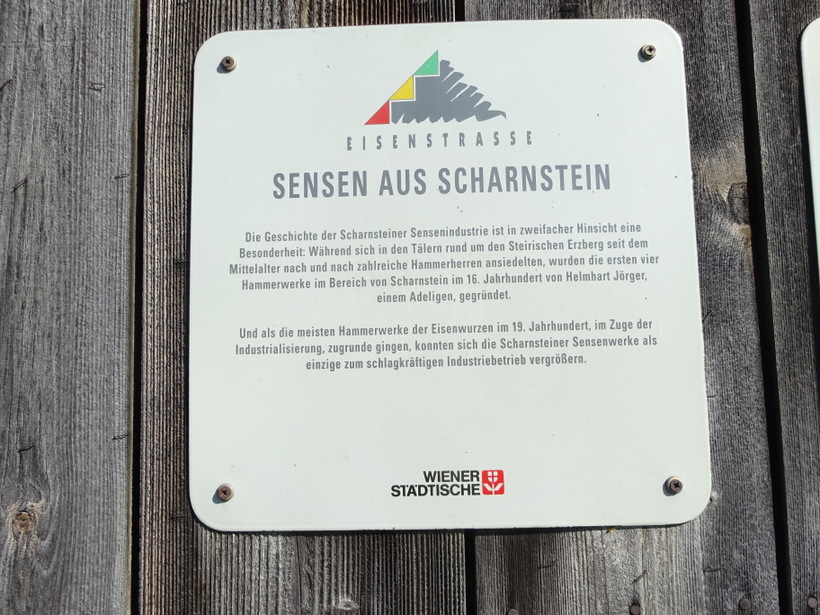 EISENSTRASSE
SENSEN AUS SCHARNSTEIN
Die Geschichte der Scharnsteiner Sensenindustrie ist in zweifacher Hinsicht eine
Besonderheit: Während sich in den Tälern rund um den Steirischen Erzberg seit dem
Mittelalter nach und nach zahlreiche Hammerherren ansiedelten, wurden die ersten vier
Hammerwerke im Bereich von Scharnstein im 16. Jahrhundert von Helmhart Jörger,
einem Adeligen, gegründet.
Und als die meisten Hammerwerke der Eisenwurzen im 19. Jahrhundert, im Zuge der
Industrialisierung, zugrunde gingen, konnten sich die Scharnsteiner Sensenwerke als
einzige zum schlagkräftigen Industriebetrieb vergrößern.
WIENER
STÄDTISCHE